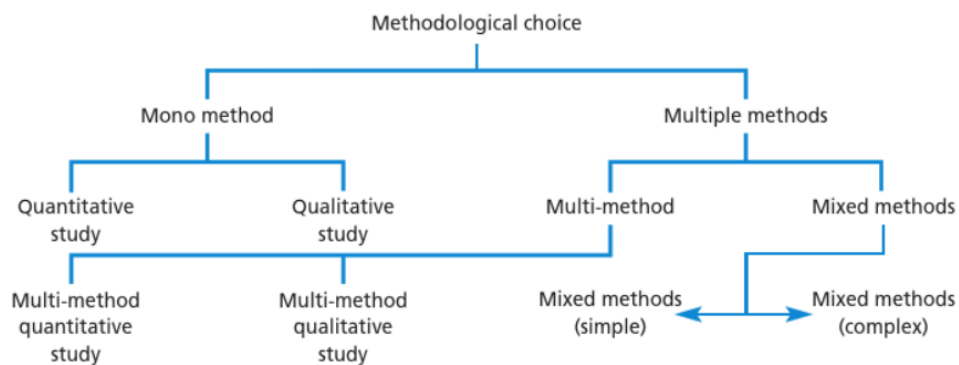 Methodological choice
Mono method
Multiple methods
Quantitative
study
Qualitative
study
Multi-method
Mixed methods
Multi-method
quantitative
study
Multi-method
qualitative
study
Mixed methods
(simple)
Mixed methods
(complex)